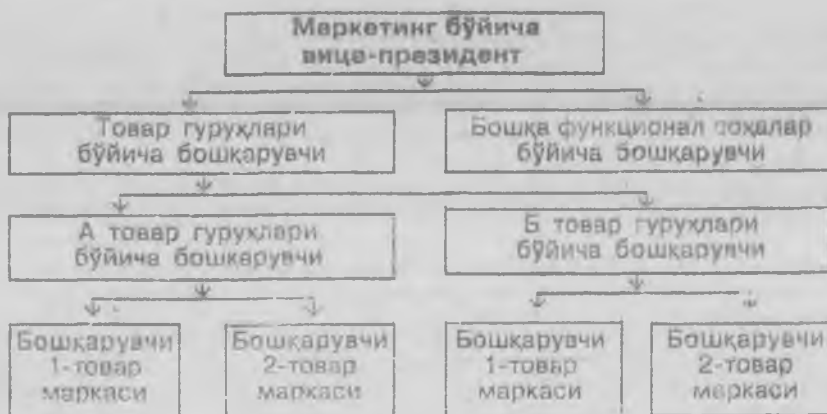 Маркетинг бўйича
вице-президент
Товар гуруҳлари
бўйича бошқарувчи
Бошқа функционал соҳалар
бўйича бошқарувчи
А товар гуруҳлари
бўйича бошқарувчи
Б товар гуруҳлари
бўйича бошқарувчи
Бошқарувчи
1-товар
маркаси
Бошқарувчи
2-товар
маркаси
Бошқарувчи
1-товар
маркаси
Бошқарувчи
2-товар
маркаси